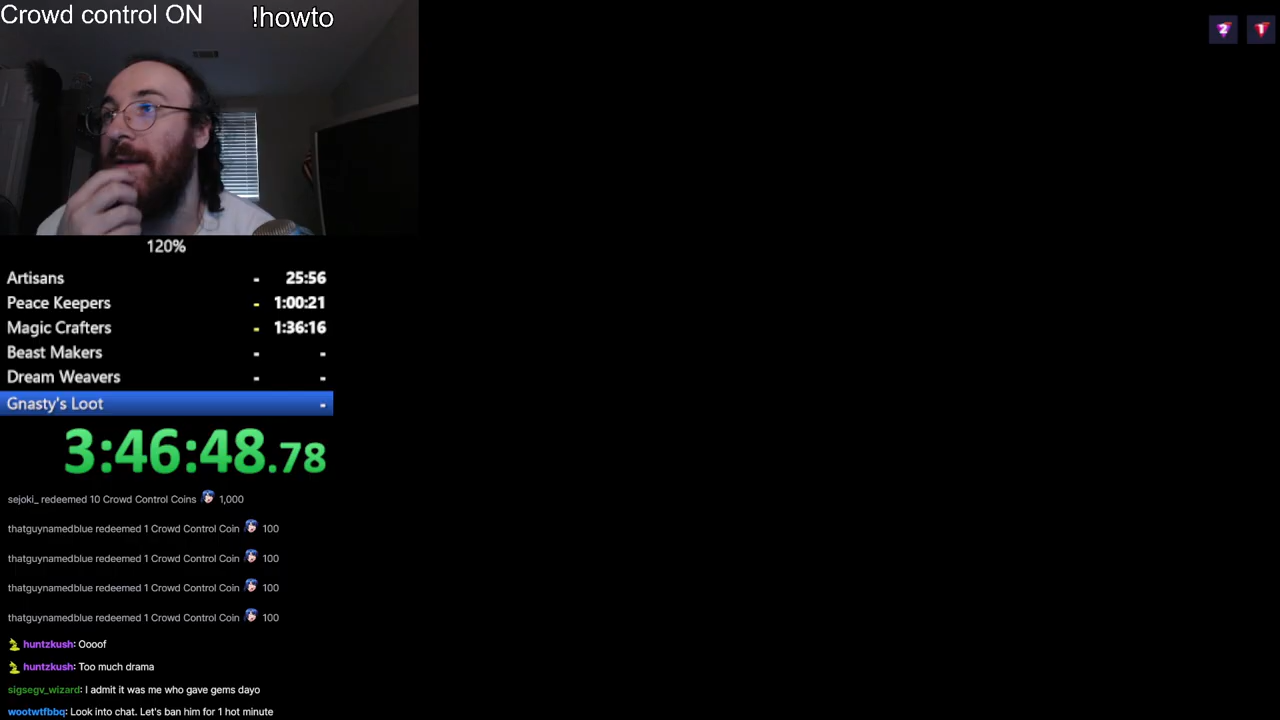 Crowd control ON !howto
2 1
120%
Artisans - 25:56
Peace Keepers - 1:00:21
Magic Crafters - 1:36:16
Beast Makers - -
Dream Weavers - -
Gnasty's Loot -
3:46:48.78
sejoki_ redeemed 10 Crowd Control Coins 1,000
thatguynamedblue redeemed 1 Crowd Control Coin 100
thatguynamedblue redeemed 1 Crowd Control Coin 100
thatguynamedblue redeemed 1 Crowd Control Coin 100
thatguynamedblue redeemed 1 Crowd Control Coin 100
huntzkush: Oooof
huntzkush: Too much drama
sigsegv_wizard: I admit it was me who gave gems dayo
wootwtfbbq: Look into chat. Let's ban him for 1 hot minute